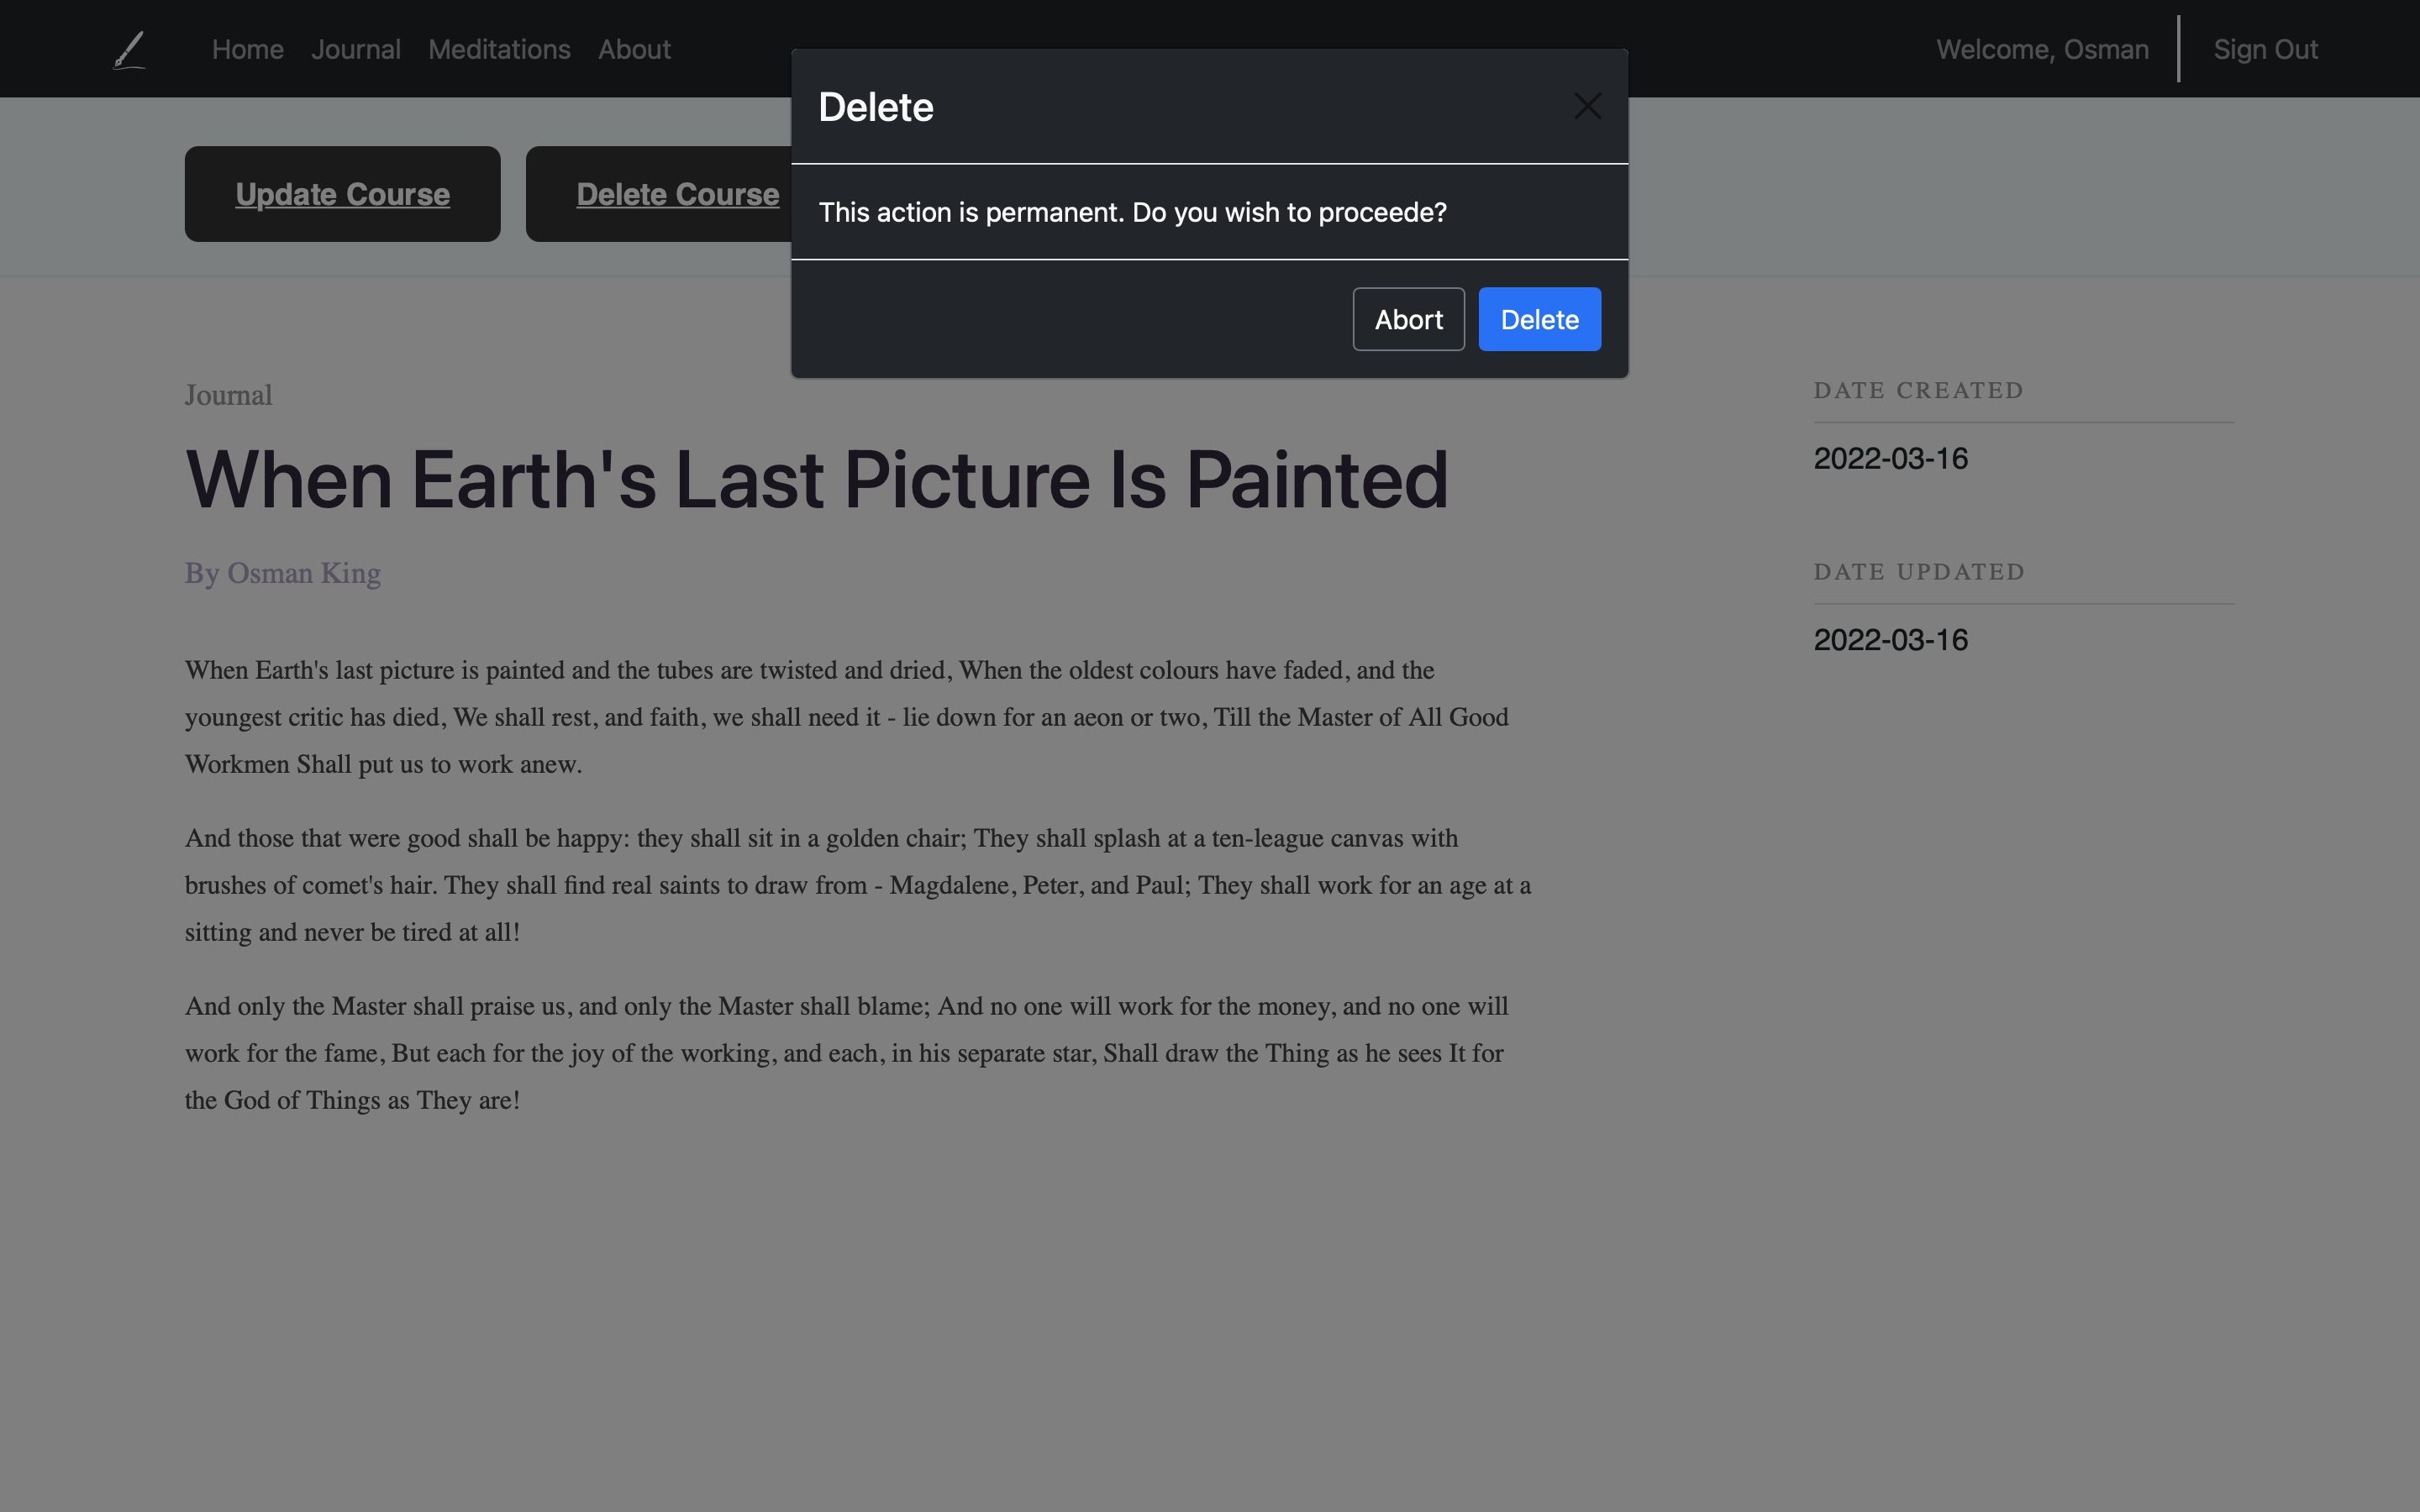 Home Journal Meditations About
Welcome, Osman Sign Out
Delete
This action is permanent. Do you wish to proceede?
Abort Delete
Update Course Delete Course
Journal
When Earth's Last Picture Is Painted
By Osman King
When Earth's last picture is painted and the tubes are twisted and dried, When the oldest colours have faded, and the
youngest critic has died, We shall rest, and faith, we shall need it - lie down for an aeon or two, Till the Master of All Good
Workmen Shall put us to work anew.
And those that were good shall be happy: they shall sit in a golden chair; They shall splash at a ten-league canvas with
brushes of comet's hair. They shall find real saints to draw from - Magdalene, Peter, and Paul; They shall work for an age at a
sitting and never be tired at all!
And only the Master shall praise us, and only the Master shall blame; And no one will work for the money, and no one will
work for the fame, But each for the joy of the working, and each, in his separate star, Shall draw the Thing as he sees It for
the God of Things as They are!
DATE CREATED
2022-03-16
DATE UPDATED
2022-03-16